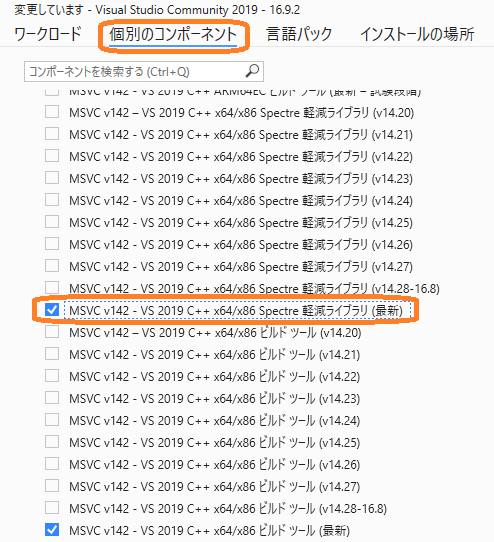 変更しています - Visual Studio Community 2019 - 16.9.2
ワークロード 個別のコンポーネント 言語パック インストールの場所
コンポーネントを検索する (Ctrl+Q)
MSVC v142 - VS 2019 C++ ARM64EC ビルド ツール (最新 – 試験段階)
MSVC v142 – VS 2019 C++ x64/x86 Spectre 軽減ライブラリ (v14.20)
MSVC v142 - VS 2019 C++ x64/x86 Spectre 軽減ライブラリ (v14.21)
MSVC v142 - VS 2019 C++ x64/x86 Spectre 軽減ライブラリ (v14.22)
MSVC v142 - VS 2019 C++ x64/x86 Spectre 軽減ライブラリ (v14.23)
MSVC v142 - VS 2019 C++ x64/x86 Spectre 軽減ライブラリ (v14.24)
MSVC v142 - VS 2019 C++ x64/x86 Spectre 軽減ライブラリ (v14.25)
MSVC v142 - VS 2019 C++ x64/x86 Spectre 軽減ライブラリ (v14.26)
MSVC v142 - VS 2019 C++ x64/x86 Spectre 軽減ライブラリ (v14.27)
MSVC v142 - VS 2019 C++ x64/x86 Spectre 軽減ライブラリ (v14.28-16.8)
MSVC v142 - VS 2019 C++ x64/x86 Spectre 軽減ライブラリ (最新)
MSVC v142 – VS 2019 C++ x64/x86 ビルド ツール (v14.20)
MSVC v142 - VS 2019 C++ x64/x86 ビルド ツール (v14.21)
MSVC v142 - VS 2019 C++ x64/x86 ビルド ツール (v14.22)
MSVC v142 - VS 2019 C++ x64/x86 ビルド ツール (v14.23)
MSVC v142 - VS 2019 C++ x64/x86 ビルド ツール (v14.24)
MSVC v142 - VS 2019 C++ x64/x86 ビルド ツール (v14.25)
MSVC v142 - VS 2019 C++ x64/x86 ビルド ツール (v14.26)
MSVC v142 - VS 2019 C++ x64/x86 ビルド ツール (v14.27)
MSVC v142 - VS 2019 C++ x64/x86 ビルド ツール (v14.28-16.8)
MSVC v142 - VS 2019 C++ x64/x86 ビルド ツール (最新)